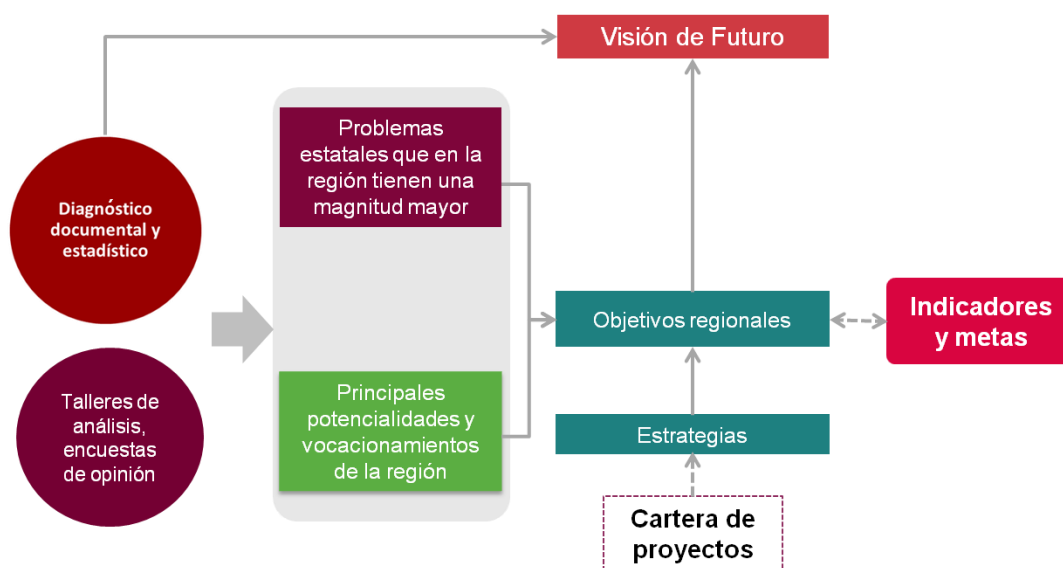 Visión de Futuro
Problemas
estatales que en la
región tienen una
magnitud mayor
Diagnóstico
documental y
estadístico
Objetivos regionales
Indicadores
y metas
Talleres de
análisis,
encuestas
de opinión
Principales
potencialidades y
vocacionamientos
de la región
Estrategias
Cartera de
proyectos